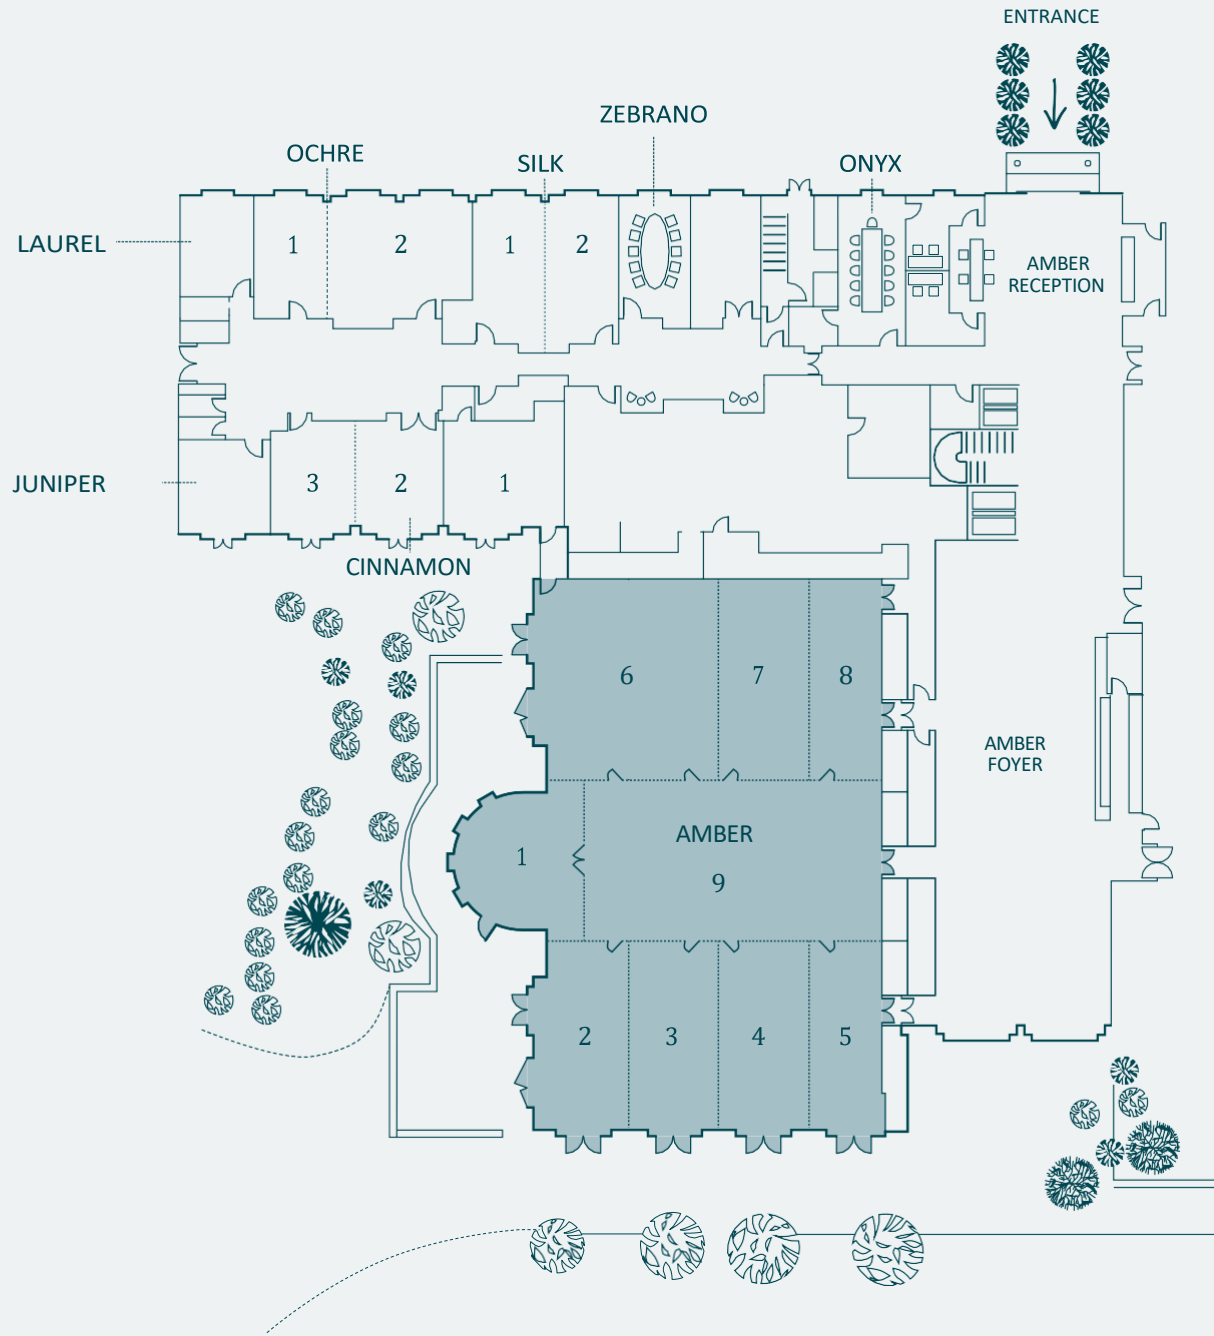 ENTRANCE
ZEBRANO
OCHRE
SILK
ONYX
LAUREL
1
2
1
2
AMBER
RECEPTION
JUNIPER
3
2
1
CINNAMON
6
7
8
AMBER
FOYER
AMBER
1
9
2
3
4
5